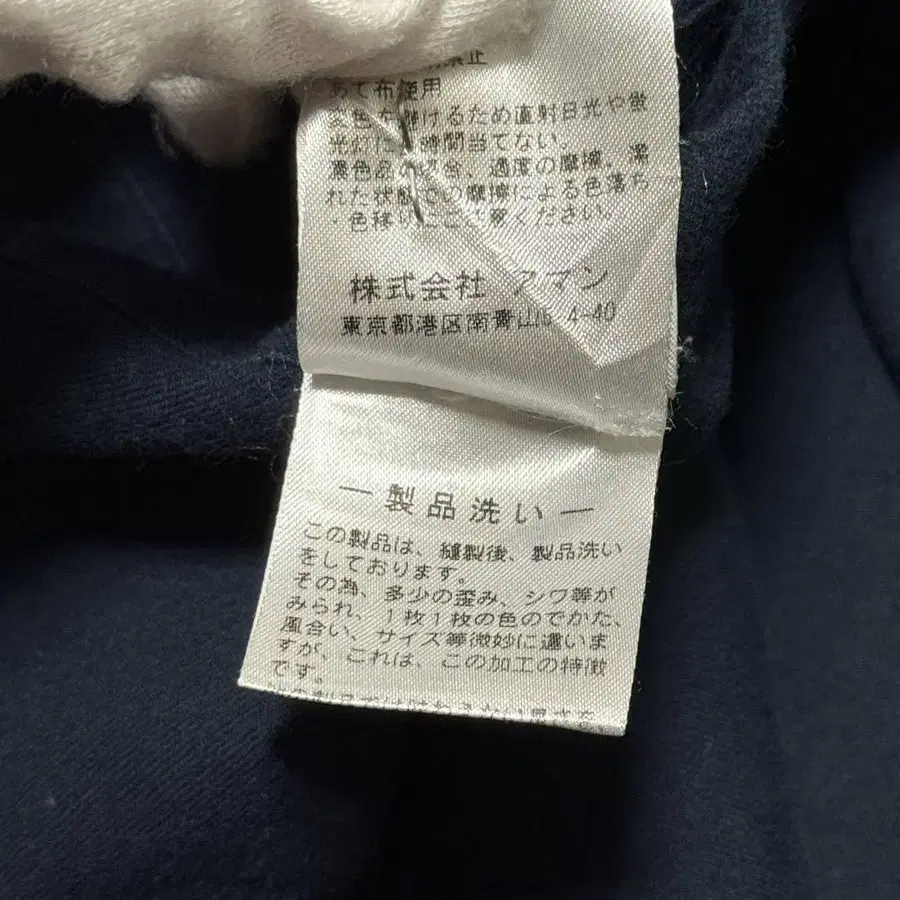 あて布使用
変色を避けるため直射日光や蛍
光灯に長時間当てない.
濃色品の場合、過度の摩擦、濡
れた状態での摩擦による色落ち
・色移りにご注意ください.
株式会社 アマン
東京都港区南青山5-4-40
― 製品洗い ―
この製品は、縫製後、製品洗い
をしております。
その為、多少の歪み、シワ等が
みられ、1枚1枚の色のでかた、
風合い、サイズ等微妙に違いま
すが、これは、この加工の特徴
です。